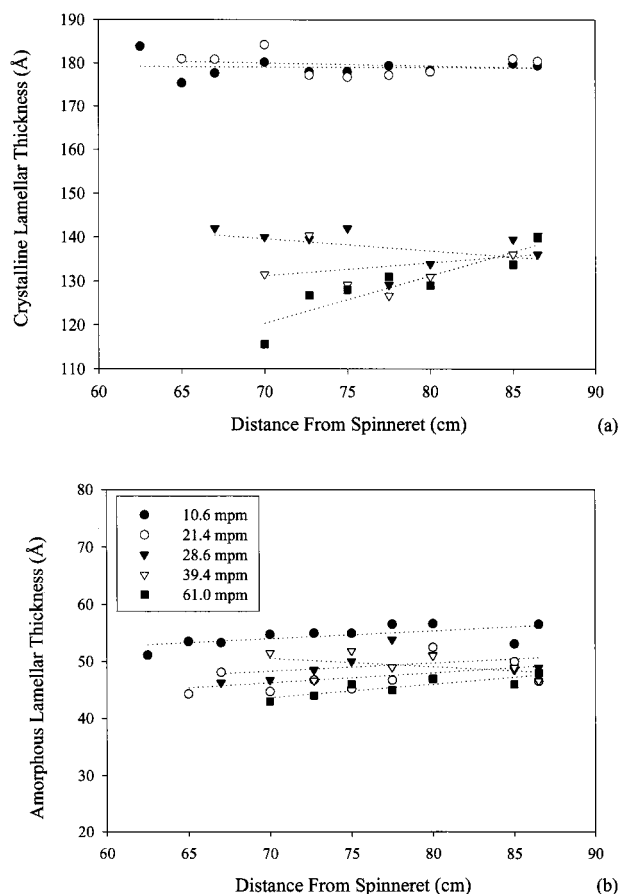 190
180
170
160
150
140
130
120
110
60 65 70 75 80 85 90
Crystalline Lamellar Thickness (Å)
Distance From Spinneret (cm)
(a)
80
70
60
50
40
30
20
10.6 mpm
21.4 mpm
28.6 mpm
39.4 mpm
61.0 mpm
60 65 70 75 80 85 90
Amorphous Lamellar Thickness (Å)
Distance From Spinneret (cm)
(b)